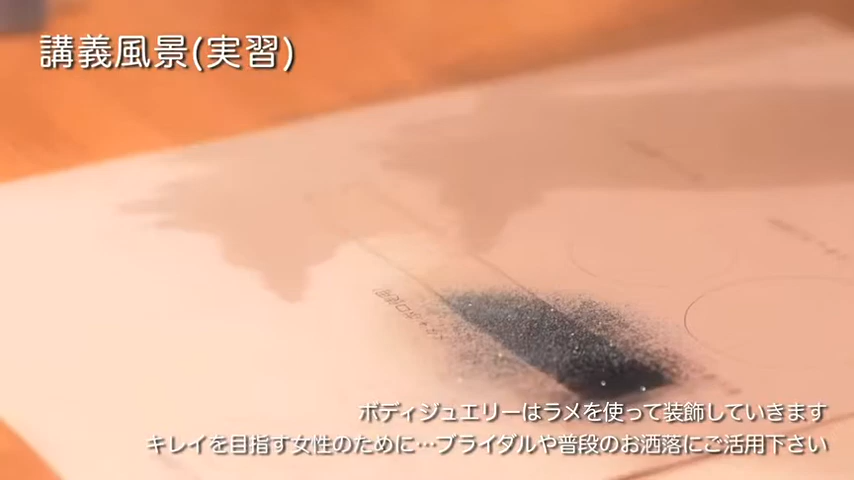 講義風景(実習)
ボディジュエリーはラメを使って装飾していきます
キレイを目指す女性のために…ブライダルや普段のお洒落にご活用下さい